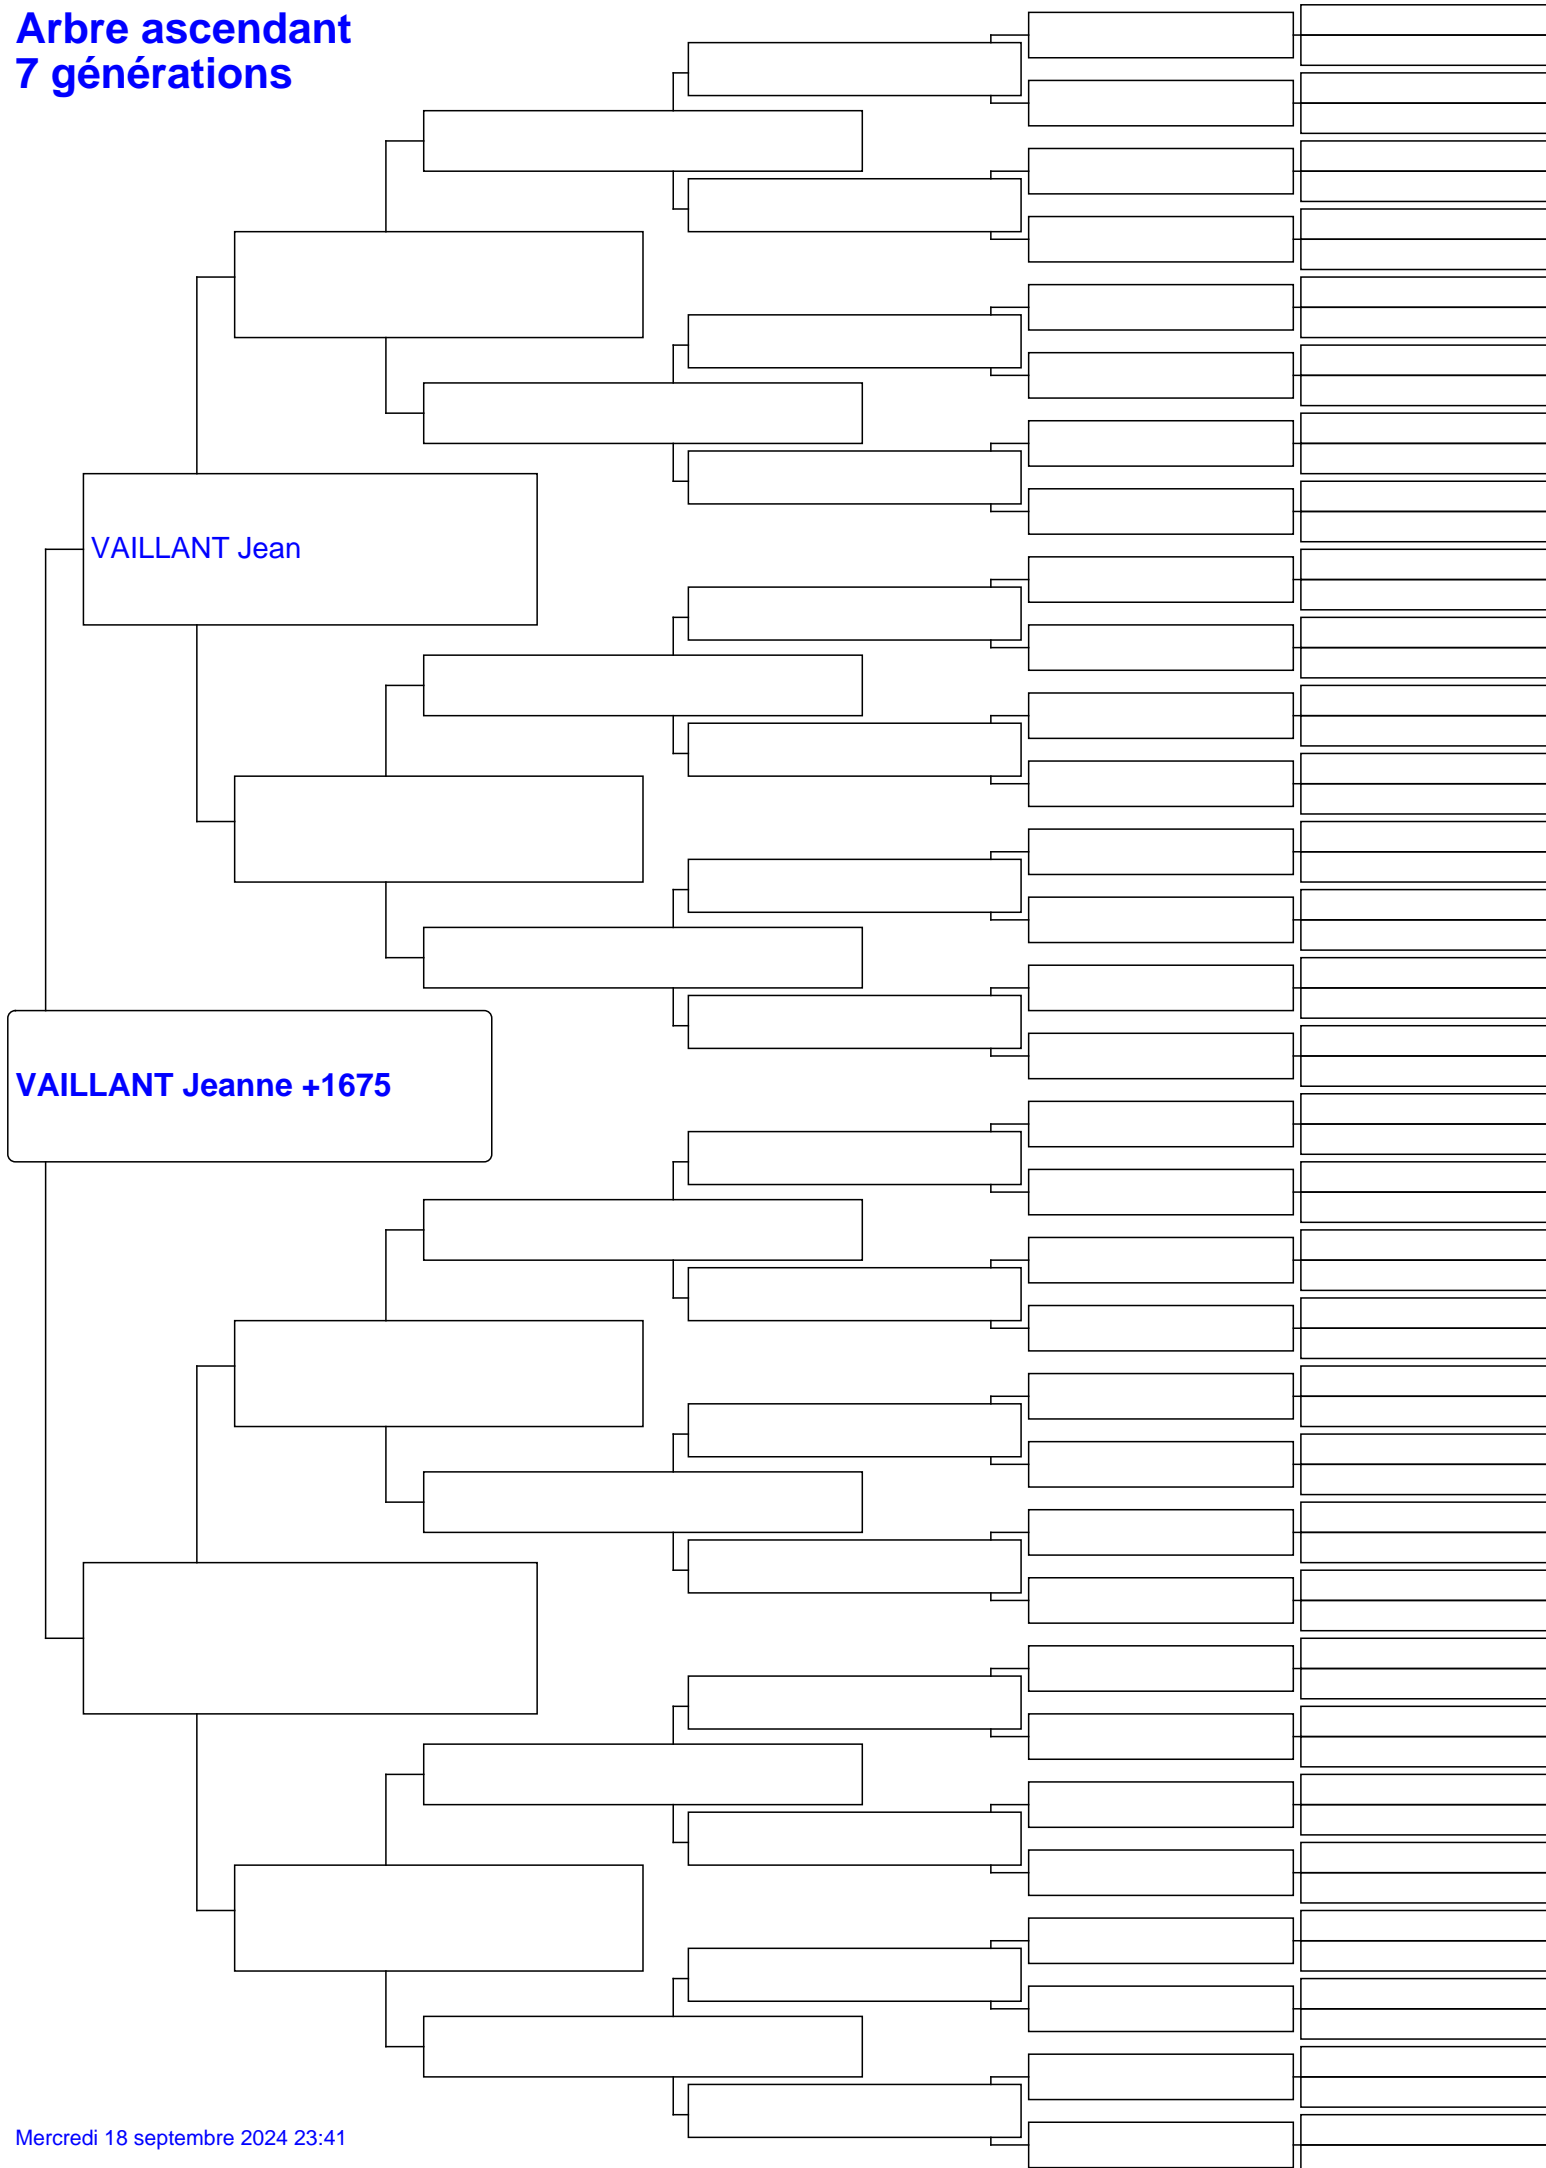 Arbre ascendant
7 générations
VAILLANT Jean
VAILLANT Jeanne +1675
Mercredi 18 septembre 2024 23:41